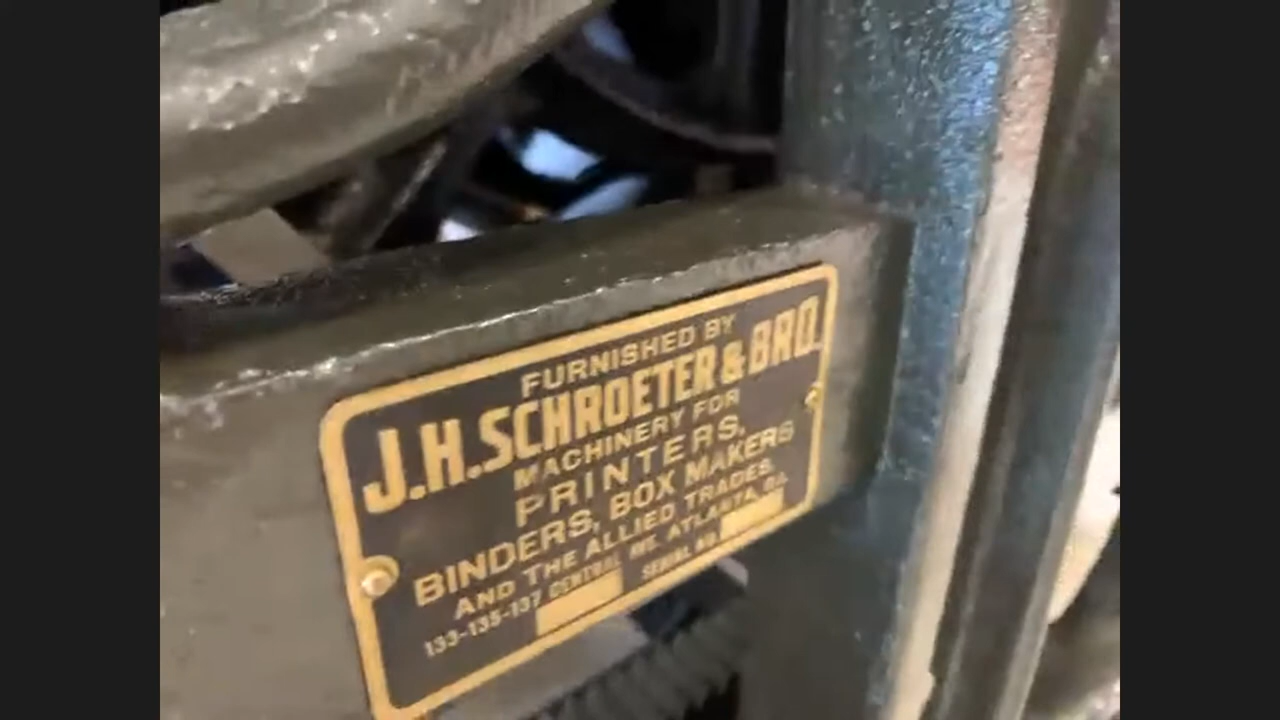 FURNISHED BY
J.H. SCHROETER & BRO.
MACHINERY FOR
PRINTERS,
BINDERS, BOX MAKERS
AND THE ALLIED TRADES,
133-135-137 CENTRAL AVE. ATLANTA, GA.
SERIAL NO.